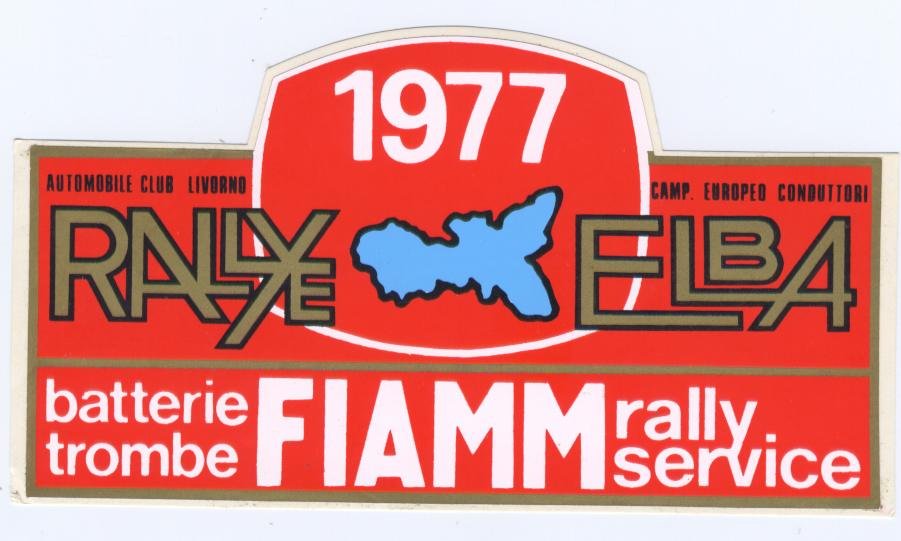 1977
AUTOMOBILE CLUB LIVORNO
CAMP. EUROPEO CONDUTTORI
RALLYE ELBA
batterie
trombe
FIAMM
rally
service